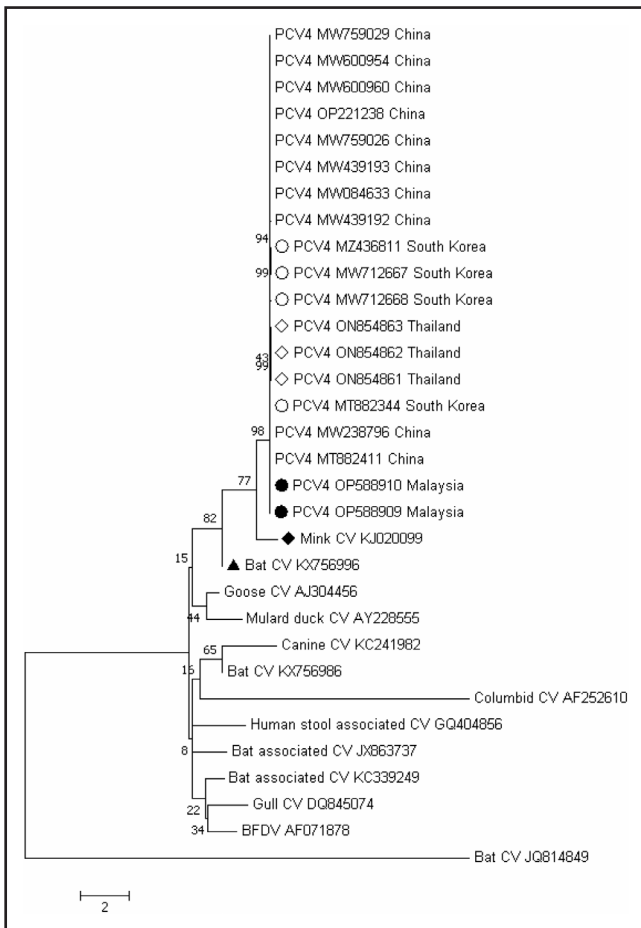 PCV4 MW759029 China
PCV4 MW600954 China
PCV4 MW600960 China
PCV4 OP221238 China
PCV4 MW759026 China
PCV4 MW439193 China
PCV4 MW084633 China
PCV4 MW439192 China
94
PCV4 MZ436811 South Korea
99
PCV4 MW712667 South Korea
PCV4 MW712668 South Korea
PCV4 ON854863 Thailand
43
PCV4 ON854862 Thailand
99
PCV4 ON854861 Thailand
PCV4 MT882344 South Korea
98
PCV4 MW238796 China
PCV4 MT882411 China
77
PCV4 OP588910 Malaysia
PCV4 OP588909 Malaysia
82
Mink CV KJ020099
15
Bat CV KX756996
Goose CV AJ304456
44
Mulard duck CV AY228555
65
Canine CV KC241982
16
Bat CV KX756986
Columbid CV AF252610
Human stool associated CV GQ404856
8
Bat associated CV JX863737
Bat associated CV KC339249
22
Gull CV DQ845074
34
BFDV AF071878
Bat CV JQ814849
2